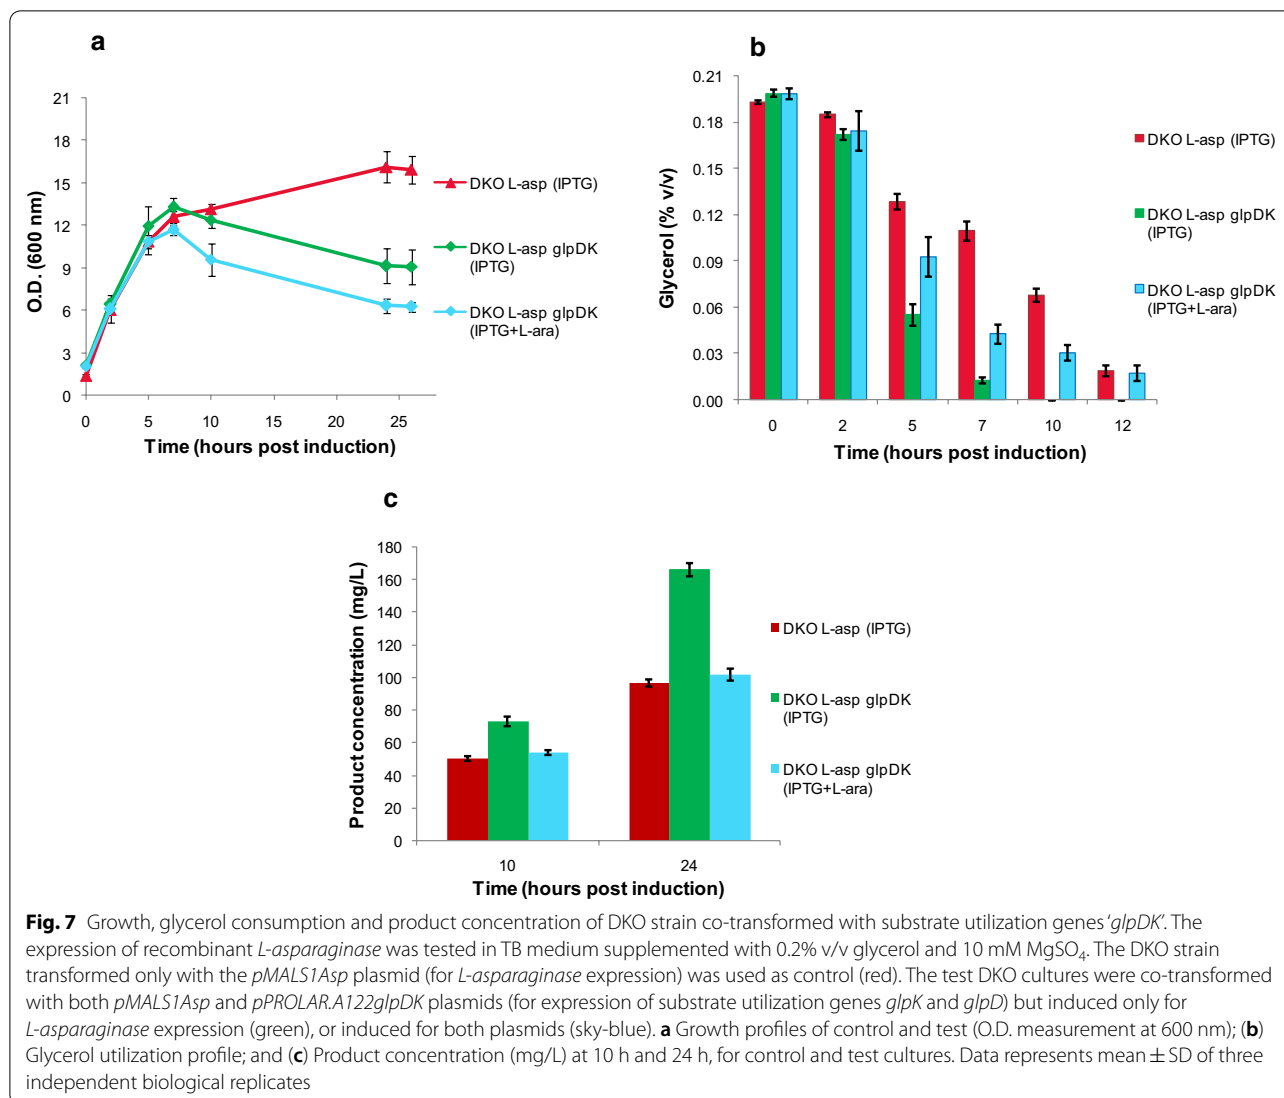 a
21
18
15
12
9
6
3
0
O.D. (600 nm)
0 5 10 15 20 25
Time (hours post induction)
DKO L-asp (IPTG)
DKO L-asp glpDK
(IPTG)
DKO L-asp glpDK
(IPTG+L-ara)
b
0.21
0.18
0.15
0.12
0.09
0.06
0.03
0.00
Glycerol (% v/v)
0 2 5 7 10 12
Time (hours post induction)
DKO L-asp (IPTG)
DKO L-asp glpDK
(IPTG)
DKO L-asp glpDK
(IPTG+L-ara)
c
180
160
140
120
100
80
60
40
20
0
Product concentration (mg/L)
10 24
Time (hours post induction)
DKO L-asp (IPTG)
DKO L-asp glpDK
(IPTG)
DKO L-asp glpDK
(IPTG+L-ara)
Fig. 7 Growth, glycerol consumption and product concentration of DKO strain co-transformed with substrate utilization genes ‘glpDK’. The
expression of recombinant L-asparaginase was tested in TB medium supplemented with 0.2% v/v glycerol and 10 mM MgSO₄. The DKO strain
transformed only with the pMALS1Asp plasmid (for L-asparaginase expression) was used as control (red). The test DKO cultures were co-transformed
with both pMALS1Asp and pPROLAR.A122glpDK plasmids (for expression of substrate utilization genes glpK and glpD) but induced only for
L-asparaginase expression (green), or induced for both plasmids (sky-blue). a Growth profiles of control and test (O.D. measurement at 600 nm); (b)
Glycerol utilization profile; and (c) Product concentration (mg/L) at 10 h and 24 h, for control and test cultures. Data represents mean ± SD of three
independent biological replicates